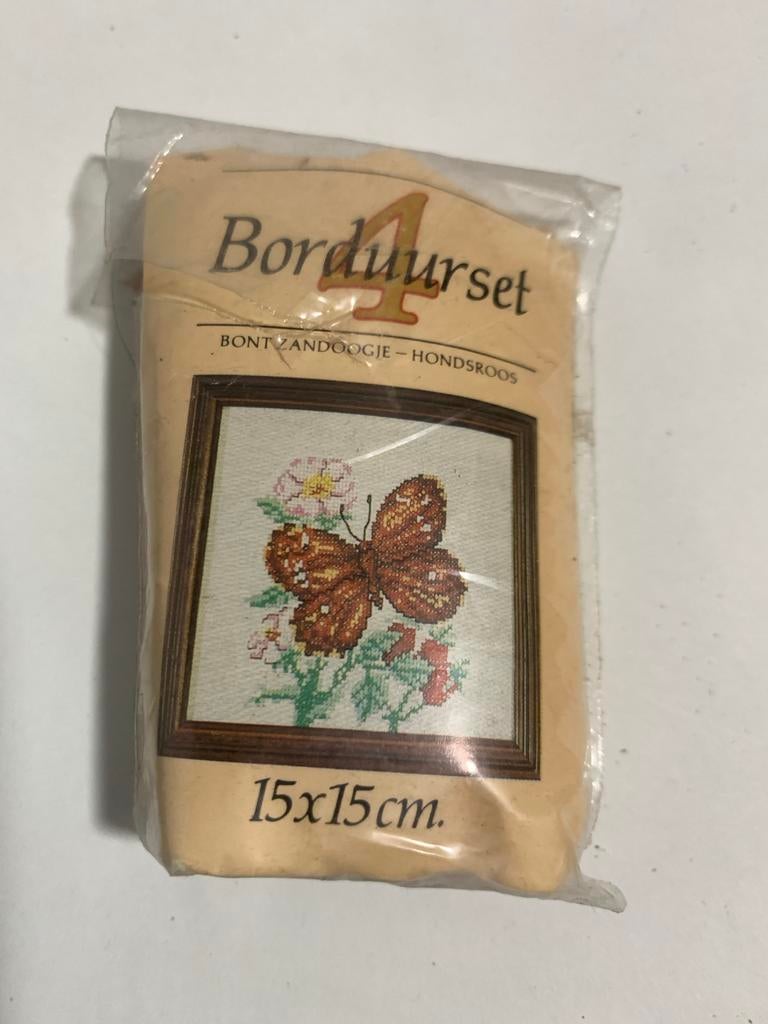 4
Borduurset
BONT ZANDOOGJE – HONDSROOS
15x15cm.